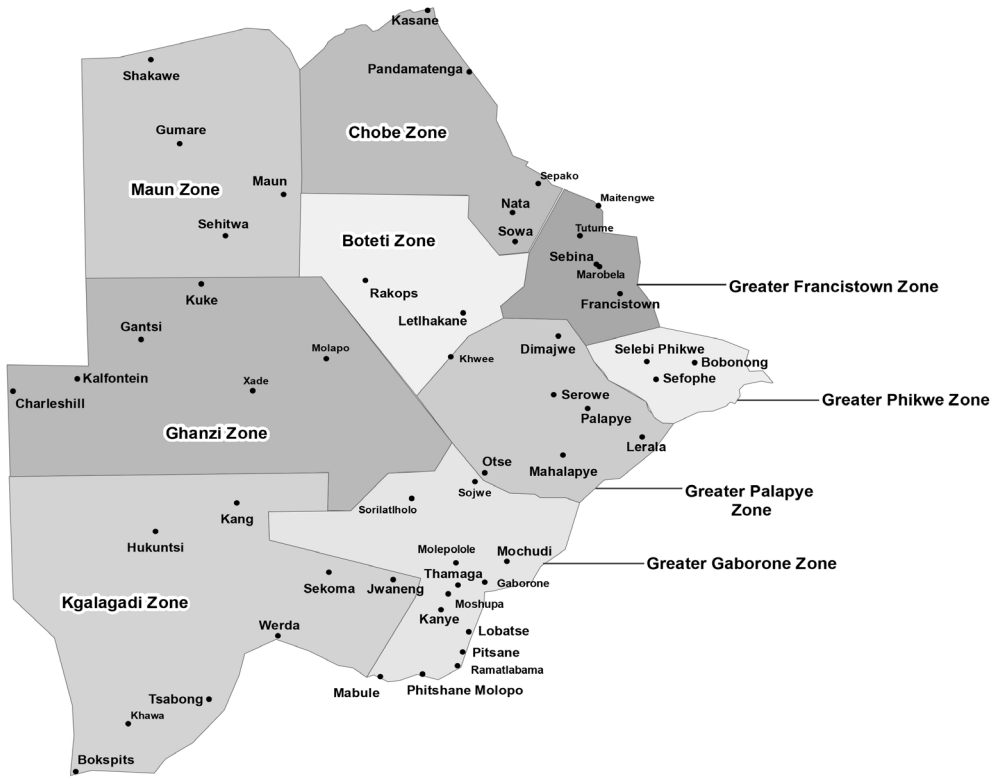 Kasane
Pandamatenga
Shakawe
Chobe Zone
Gumare
Maun Zone
Maun
Sepako
Maitengwe
Nata
Sehitwa
Sowa
Tutume
Boteti Zone
Sebina
Marobela
Greater Francistown Zone
Rakops
Kuke
Francistown
Letlhakane
Gantsi
Molapo
Khwee
Dimajwe
Selebi Phikwe
Bobonong
Kalfontein
Xade
Sefophe
Charleshill
Serowe
Greater Phikwe Zone
Palapye
Ghanzi Zone
Lerala
Otse
Mahalapye
Sojwe
Greater Palapye
Zone
Kang
Sorilatlholo
Hukuntsi
Molepolole
Mochudi
Greater Gaborone Zone
Thamaga
Gaborone
Sekoma
Jwaneng
Kgalagadi Zone
Moshupa
Kanye
Werda
Lobatse
Pitsane
Ramatlabama
Mabule
Phitshane Molopo
Tsabong
Khawa
Bokspits